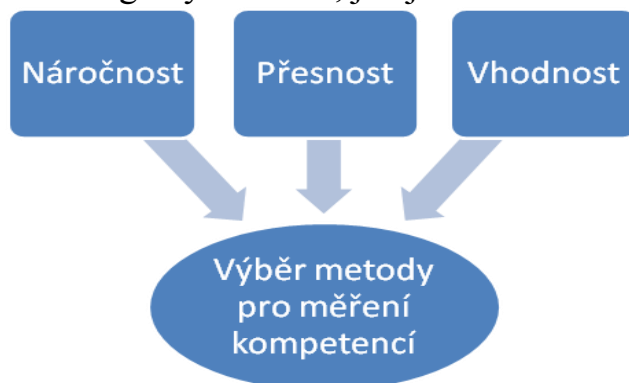 Náročnost
Přesnost
Vhodnost
Výběr metody
pro měření
kompetencí